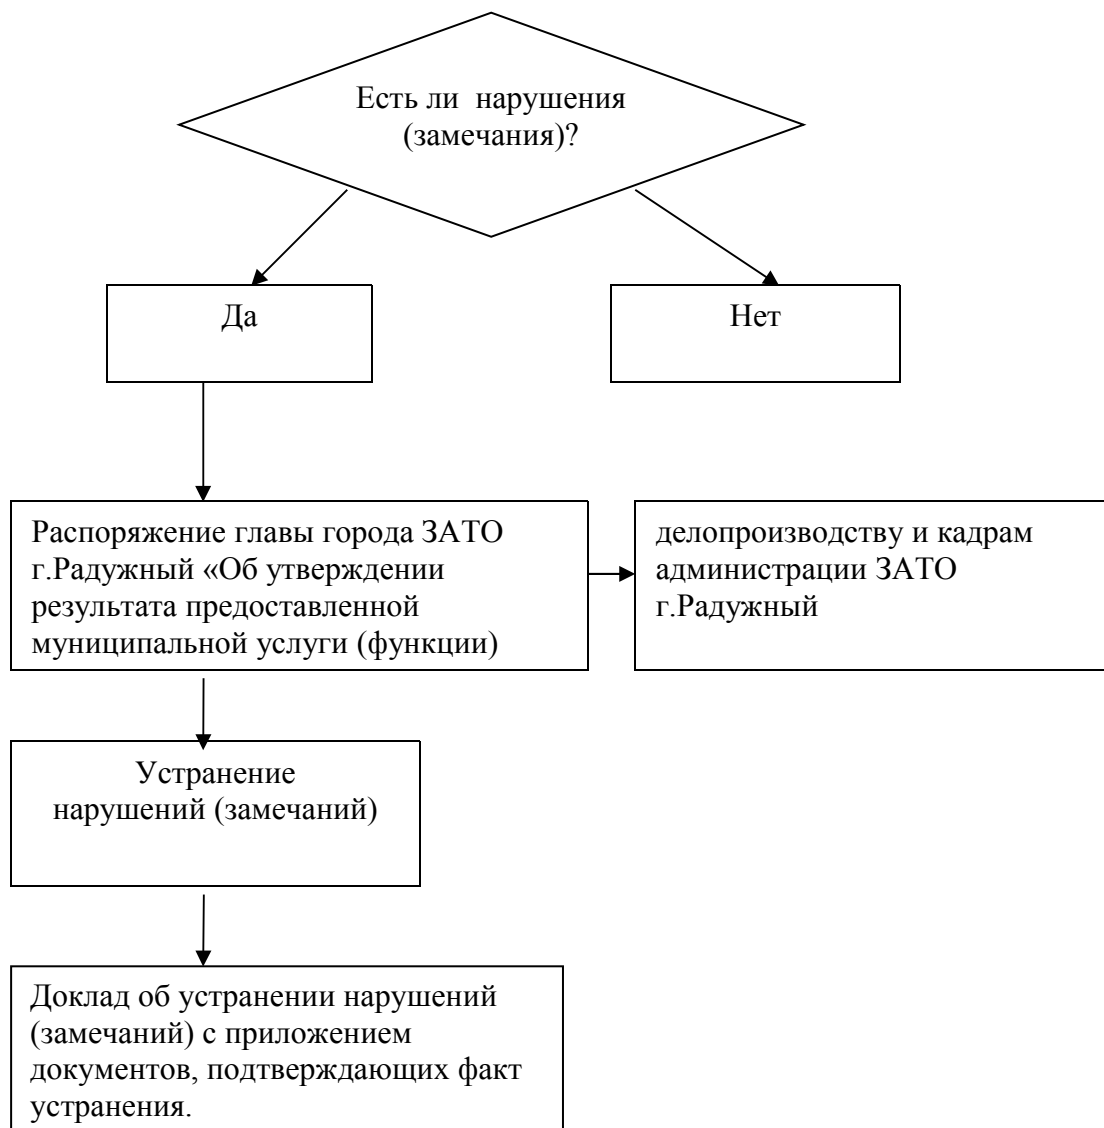 Есть ли нарушения
(замечания)?
Да
Нет
Распоряжение главы города ЗАТО
г.Радужный «Об утверждении
результата предоставленной
муниципальной услуги (функции)
делопроизводству и кадрам
администрации ЗАТО
г.Радужный
Устранение
нарушений (замечаний)
Доклад об устранении нарушений
(замечаний) с приложением
документов, подтверждающих факт
устранения.